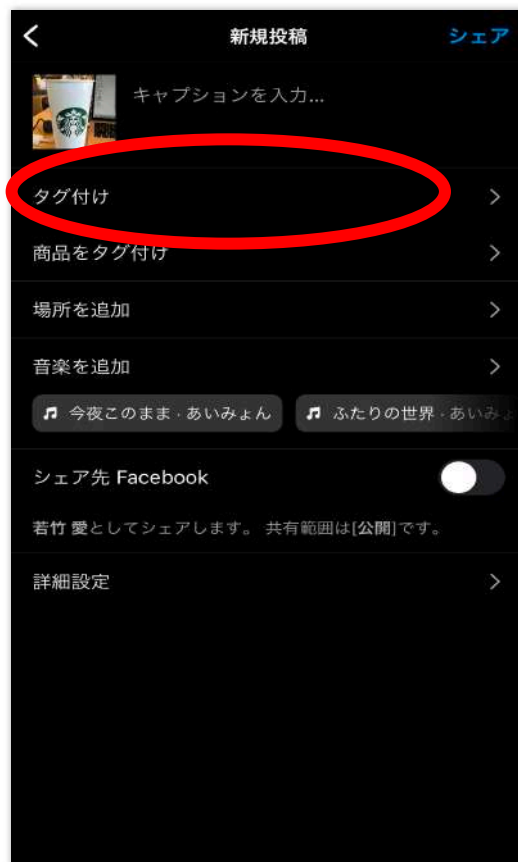 新規投稿
シェア
キャプションを入力...
タグ付け
商品をタグ付け
場所を追加
音楽を追加
今夜このまま・あいみょん
ふたりの世界・あいみょ
シェア先 Facebook
若竹 愛としてシェアします。 共有範囲は[公開]です。
詳細設定